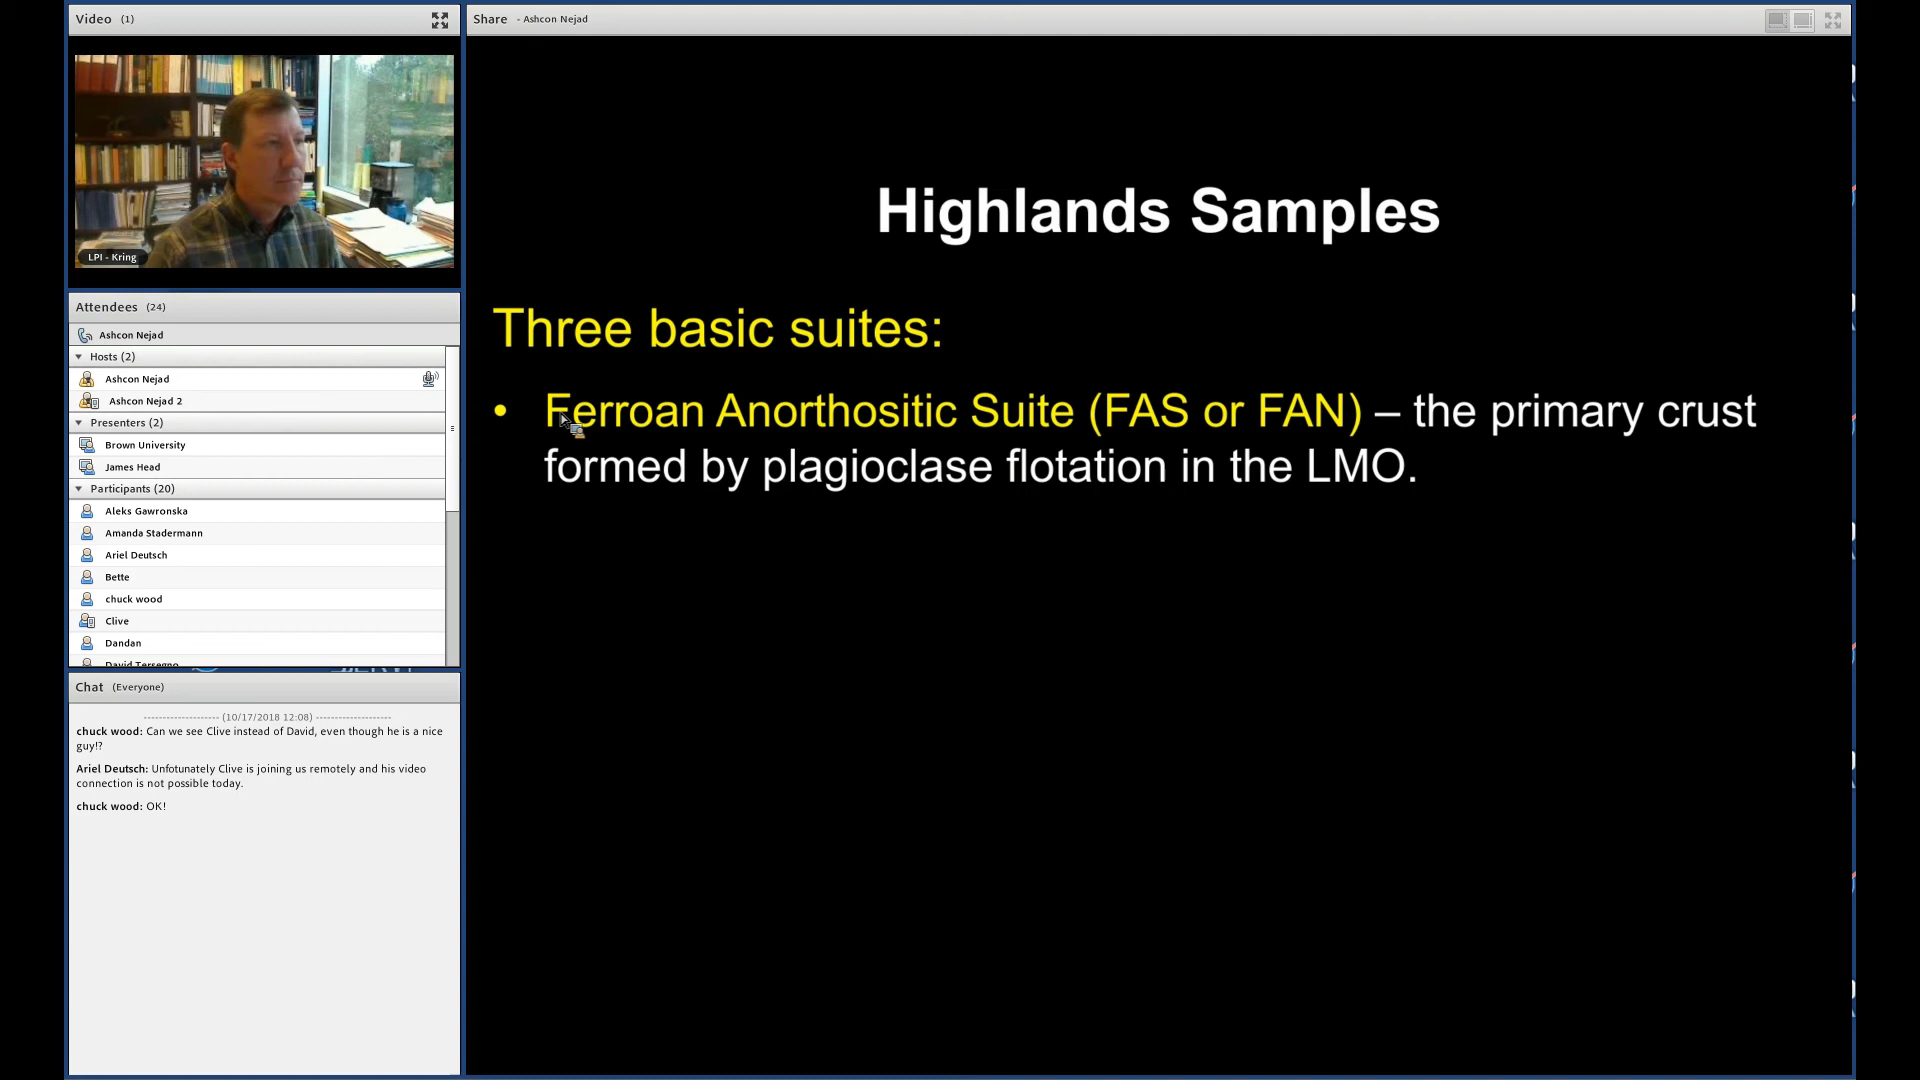 Video (1)
LPI - Kring
Attendees (24)
Ashcon Nejad
Hosts (2)
Ashcon Nejad
Ashcon Nejad 2
Presenters (2)
Brown University
James Head
Participants (20)
Aleks Gawronska
Amanda Stadermann
Ariel Deutsch
Bette
chuck wood
Clive
Dandan
David Tersegno
Chat (Everyone)
-------------------- (10/17/2018 12:08) --------------------
chuck wood: Can we see Clive instead of David, even though he is a nice
guy!?
Ariel Deutsch: Unfotunately Clive is joining us remotely and his video
connection is not possible today.
chuck wood: OK!
Share - Ashcon Nejad
Highlands Samples
Three basic suites:
• Ferroan Anorthositic Suite (FAS or FAN) – the primary crust
formed by plagioclase flotation in the LMO.